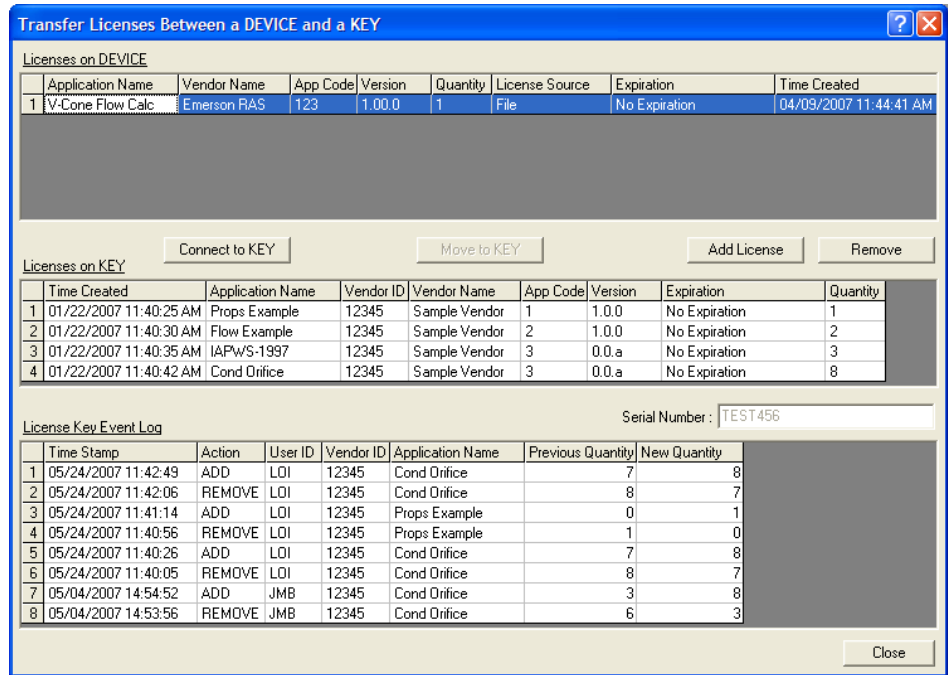 Transfer Licenses Between a DEVICE and a KEY
Licenses on DEVICE
Application Name Vendor Name App Code Version Quantity License Source Expiration Time Created
1 V-Cone Flow Calc Emerson RAS 123 1.00.0 1 File No Expiration 04/09/2007 11:44:41 AM
Connect to KEY Move to KEY Add License Remove
Licenses on KEY
Time Created Application Name Vendor ID Vendor Name App Code Version Expiration Quantity
1 01/22/2007 11:40:25 AM Props Example 12345 Sample Vendor 1 1.0.0 No Expiration 1
2 01/22/2007 11:40:30 AM Flow Example 12345 Sample Vendor 2 1.0.0 No Expiration 2
3 01/22/2007 11:40:35 AM IAPWS-1997 12345 Sample Vendor 3 0.0.a No Expiration 3
4 01/22/2007 11:40:42 AM Cond Orifice 12345 Sample Vendor 3 0.0.a No Expiration 8
Serial Number : TEST456
License Key Event Log
Time Stamp Action User ID Vendor ID Application Name Previous Quantity New Quantity
1 05/24/2007 11:42:49 ADD LOI 12345 Cond Orifice 7 8
2 05/24/2007 11:42:06 REMOVE LOI 12345 Cond Orifice 8 7
3 05/24/2007 11:41:14 ADD LOI 12345 Props Example 0 1
4 05/24/2007 11:40:56 REMOVE LOI 12345 Props Example 1 0
5 05/24/2007 11:40:26 ADD LOI 12345 Cond Orifice 7 8
6 05/24/2007 11:40:05 REMOVE LOI 12345 Cond Orifice 8 7
7 05/04/2007 14:54:52 ADD JMB 12345 Cond Orifice 3 8
8 05/04/2007 14:53:56 REMOVE JMB 12345 Cond Orifice 6 3
Close